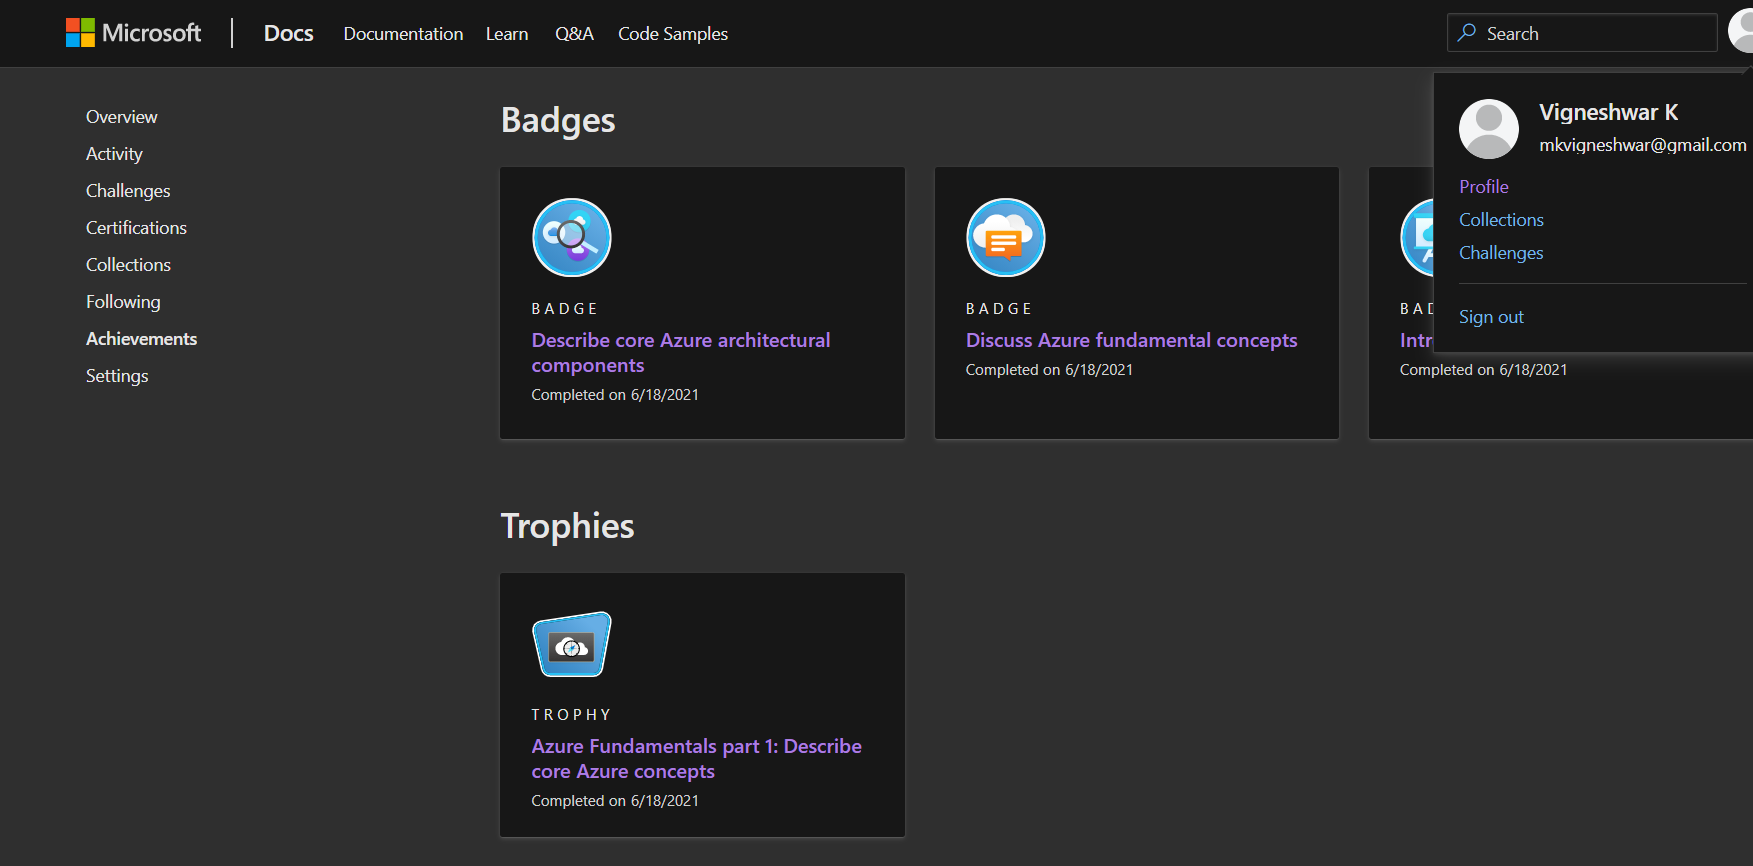 Microsoft
Docs
Documentation
Learn
Q&A
Code Samples
Search
Overview
Activity
Challenges
Certifications
Collections
Following
Achievements
Settings
Vigneshwar K
mkvigneshwar@gmail.com
Profile
Collections
Challenges
Sign out
Badges
BADGE
Describe core Azure architectural
components
Completed on 6/18/2021
BADGE
Discuss Azure fundamental concepts
Completed on 6/18/2021
Completed on 6/18/2021
Trophies
TROPHY
Azure Fundamentals part 1: Describe
core Azure concepts
Completed on 6/18/2021